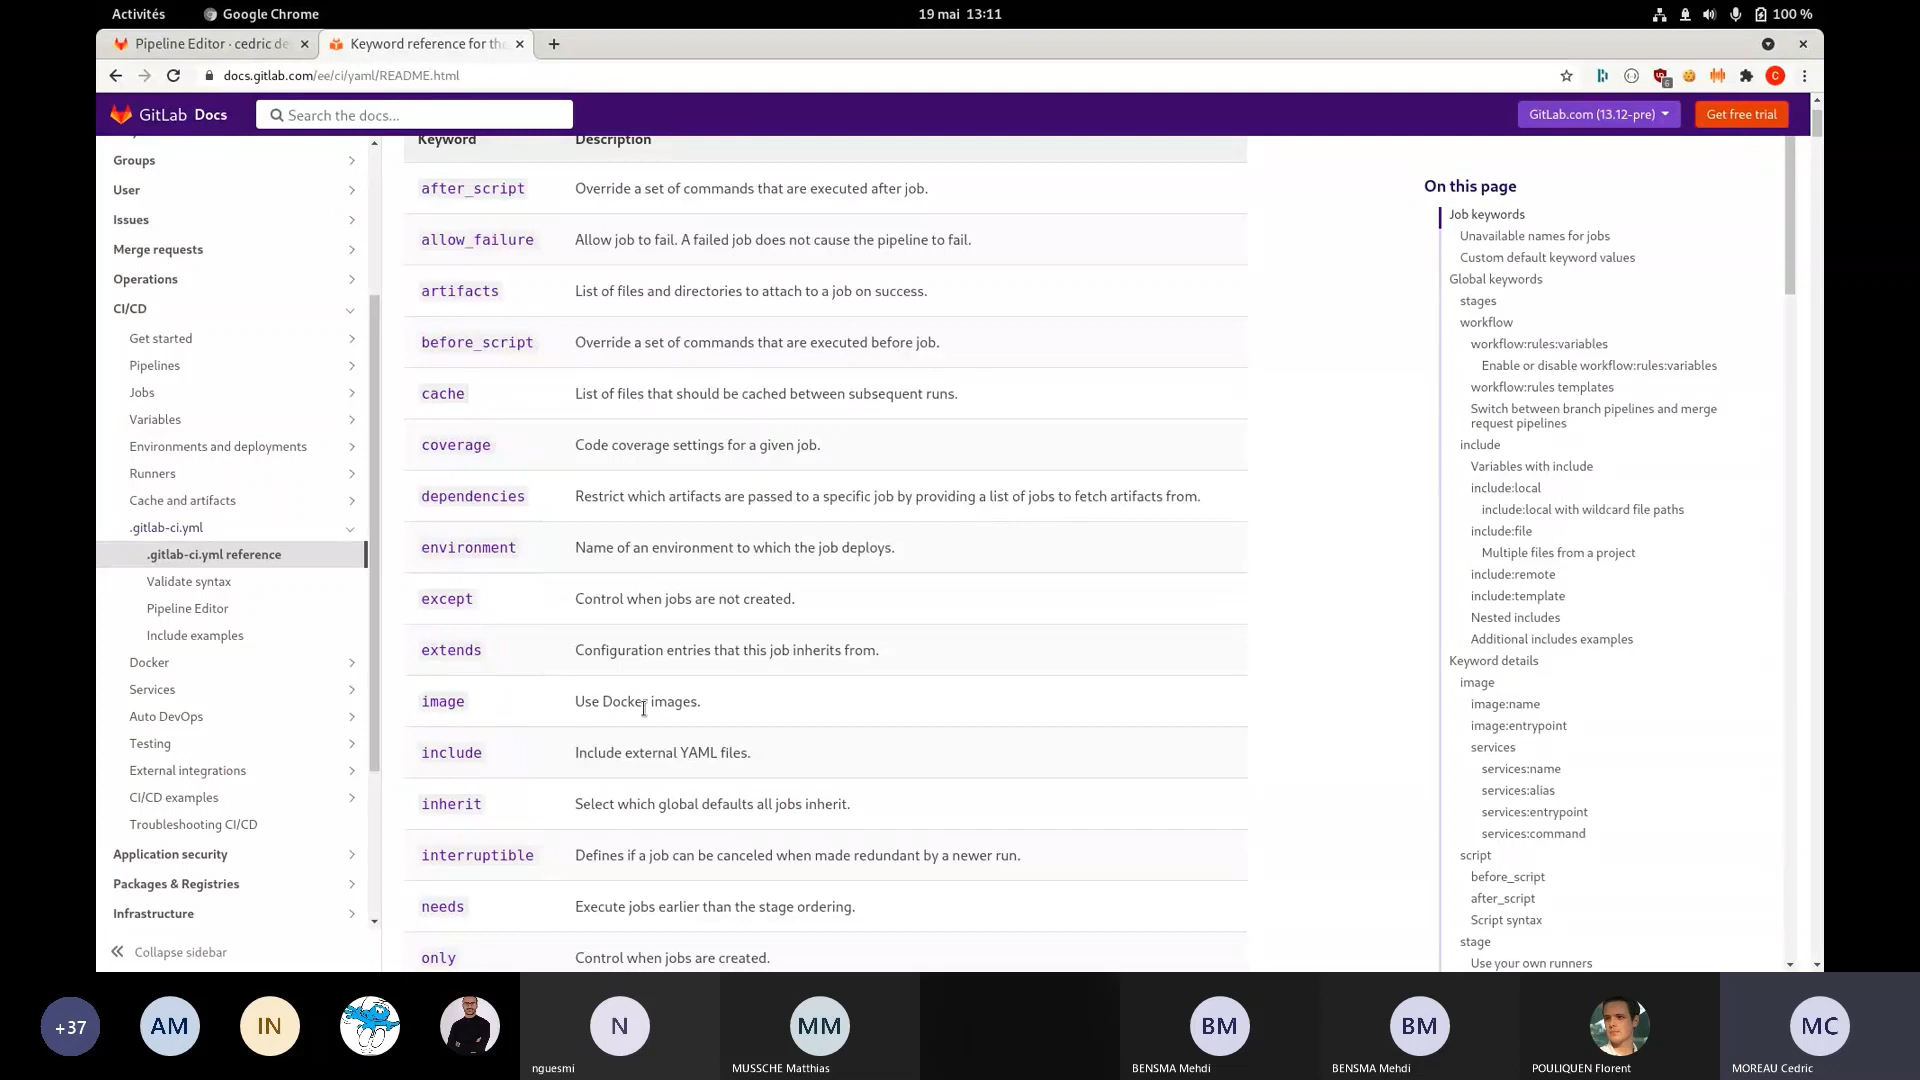 Activités
Google Chrome
19 mai 13:11
100 %
Pipeline Editor · cedric de
Keyword reference for the
docs.gitlab.com/ee/ci/yaml/README.html
C
6
GitLab Docs
Search the docs...
GitLab.com (13.12-pre)
Get free trial
Groups
User
Issues
Merge requests
Operations
CI/CD
Get started
Pipelines
Jobs
Variables
Environments and deployments
Runners
Cache and artifacts
.gitlab-ci.yml
.gitlab-ci.yml reference
Validate syntax
Pipeline Editor
Include examples
Docker
Services
Auto DevOps
Testing
External integrations
CI/CD examples
Troubleshooting CI/CD
Application security
Packages & Registries
Infrastructure
Collapse sidebar
Keyword Description
after_script Override a set of commands that are executed after job.
allow_failure Allow job to fail. A failed job does not cause the pipeline to fail.
artifacts List of files and directories to attach to a job on success.
before_script Override a set of commands that are executed before job.
cache List of files that should be cached between subsequent runs.
coverage Code coverage settings for a given job.
dependencies Restrict which artifacts are passed to a specific job by providing a list of jobs to fetch artifacts from.
environment Name of an environment to which the job deploys.
except Control when jobs are not created.
extends Configuration entries that this job inherits from.
image Use Docker images.
include Include external YAML files.
inherit Select which global defaults all jobs inherit.
interruptible Defines if a job can be canceled when made redundant by a newer run.
needs Execute jobs earlier than the stage ordering.
only Control when jobs are created.
On this page
Job keywords
Unavailable names for jobs
Custom default keyword values
Global keywords
stages
workflow
workflow:rules:variables
Enable or disable workflow:rules:variables
workflow:rules templates
Switch between branch pipelines and merge
request pipelines
include
Variables with include
include:local
include:local with wildcard file paths
include:file
Multiple files from a project
include:remote
include:template
Nested includes
Additional includes examples
Keyword details
image
image:name
image:entrypoint
services
services:name
services:alias
services:entrypoint
services:command
script
before_script
after_script
Script syntax
stage
Use your own runners
+37
AM
IN
N
nguesmi
MM
MUSSCHE Matthias
BM
BENSMA Mehdi
BM
BENSMA Mehdi
POULIQUEN Florent
MC
MOREAU Cedric